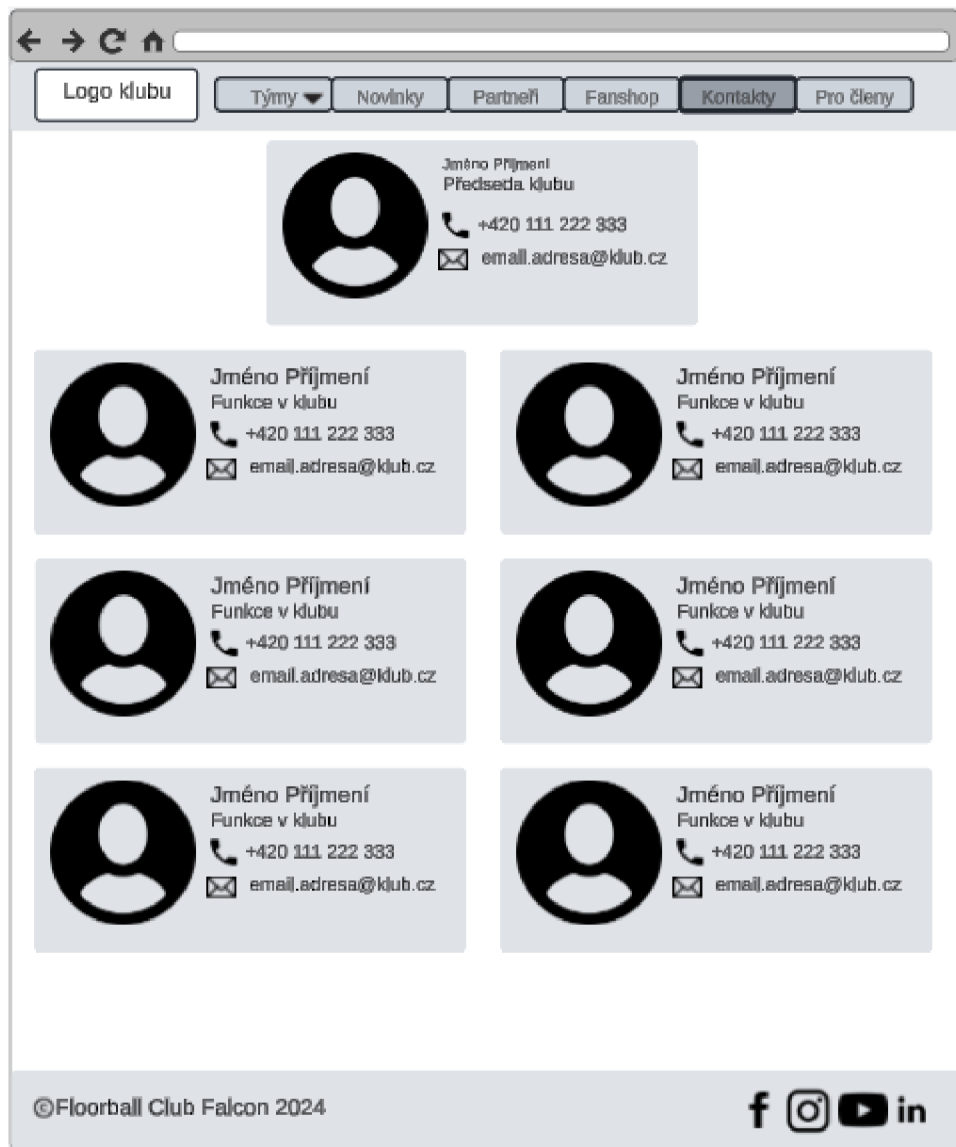 Logo klubu
Týmy
Novinky
Partneři
Fanshop
Kontakty
Pro členy
Jméno Příjmení
Předseda klubu
+420 111 222 333
email.adresa@klub.cz
Jméno Příjmení
Funkce v klubu
+420 111 222 333
email.adresa@klub.cz
Jméno Příjmení
Funkce v klubu
+420 111 222 333
email.adresa@klub.cz
Jméno Příjmení
Funkce v klubu
+420 111 222 333
email.adresa@klub.cz
Jméno Příjmení
Funkce v klubu
+420 111 222 333
email.adresa@klub.cz
Jméno Příjmení
Funkce v klubu
+420 111 222 333
email.adresa@klub.cz
Jméno Příjmení
Funkce v klubu
+420 111 222 333
email.adresa@klub.cz
©Floorball Club Falcon 2024